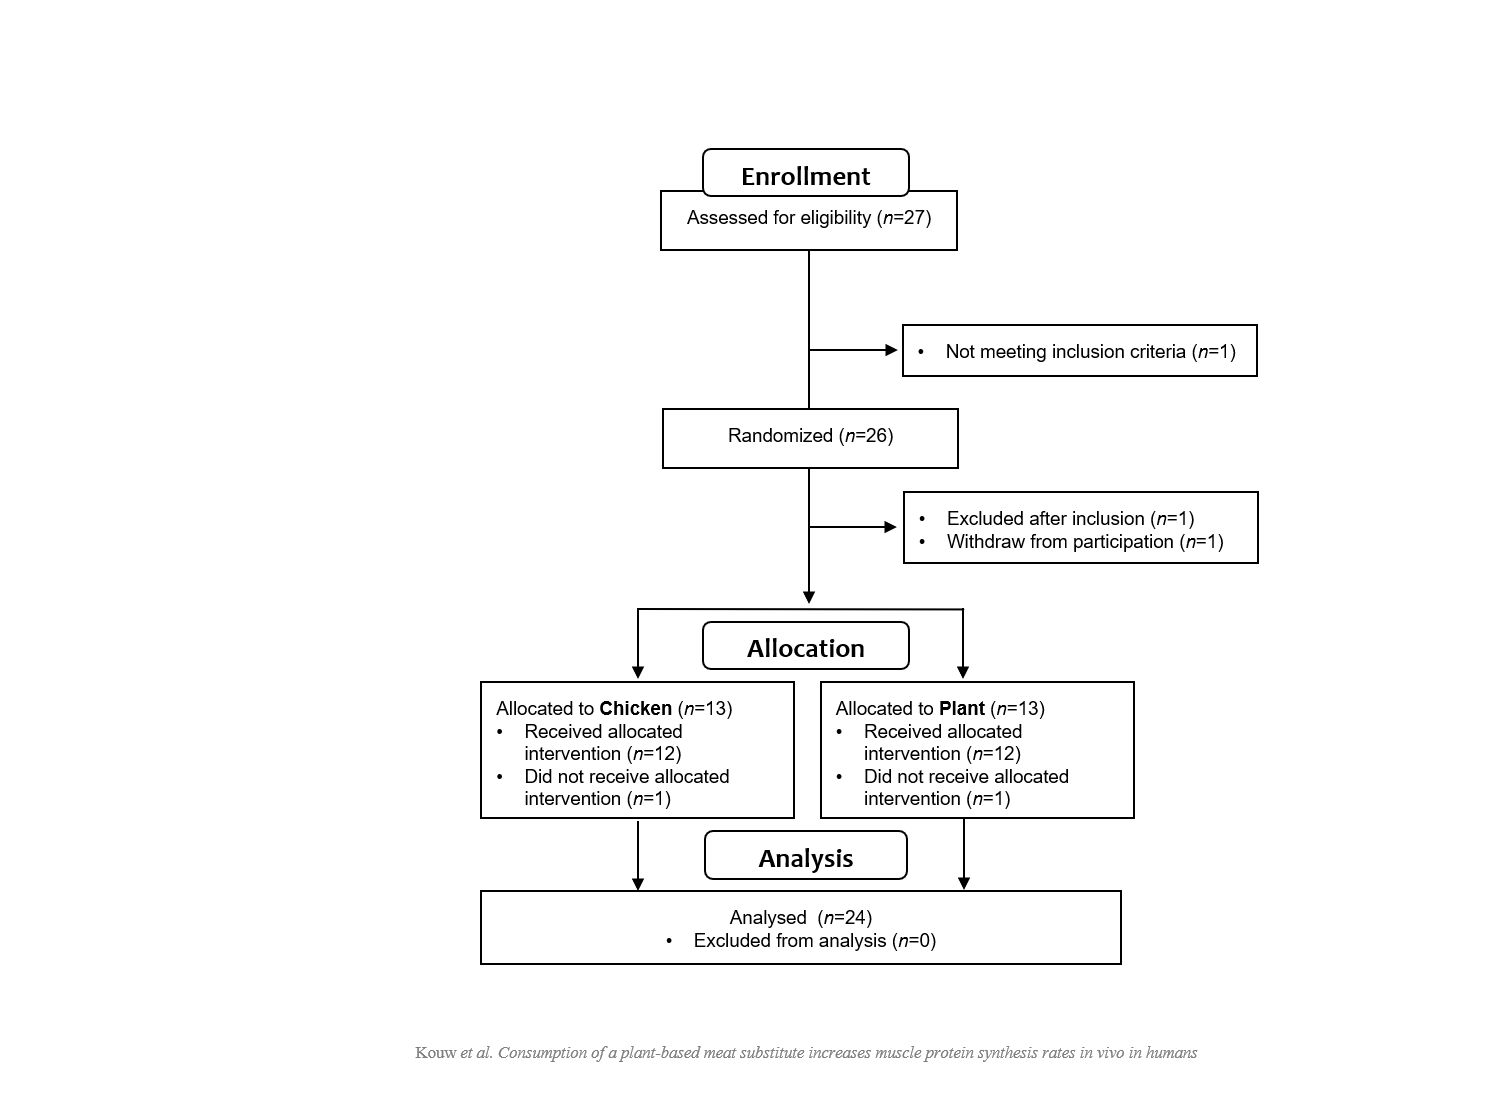 Enrollment
Assessed for eligibility (n=27)
• Not meeting inclusion criteria (n=1)
Randomized (n=26)
• Excluded after inclusion (n=1)
• Withdraw from participation (n=1)
Allocation
Allocated to Chicken (n=13)
• Received allocated
intervention (n=12)
• Did not receive allocated
intervention (n=1)
Allocated to Plant (n=13)
• Received allocated
intervention (n=12)
• Did not receive allocated
intervention (n=1)
Analysis
Analysed (n=24)
• Excluded from analysis (n=0)
Kouw et al. Consumption of a plant-based meat substitute increases muscle protein synthesis rates in vivo in humans